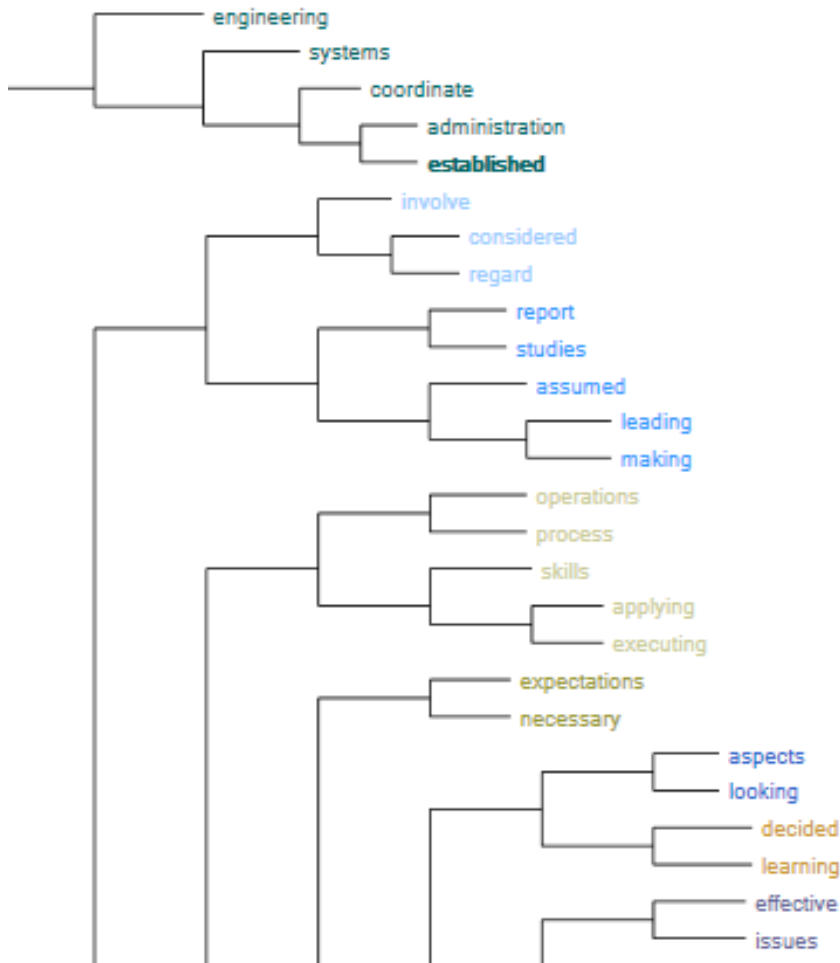 engineering
systems
coordinate
administration
established
involve
considered
regard
report
studies
assumed
leading
making
operations
process
skills
applying
executing
expectations
necessary
aspects
looking
decided
learning
effective
issues